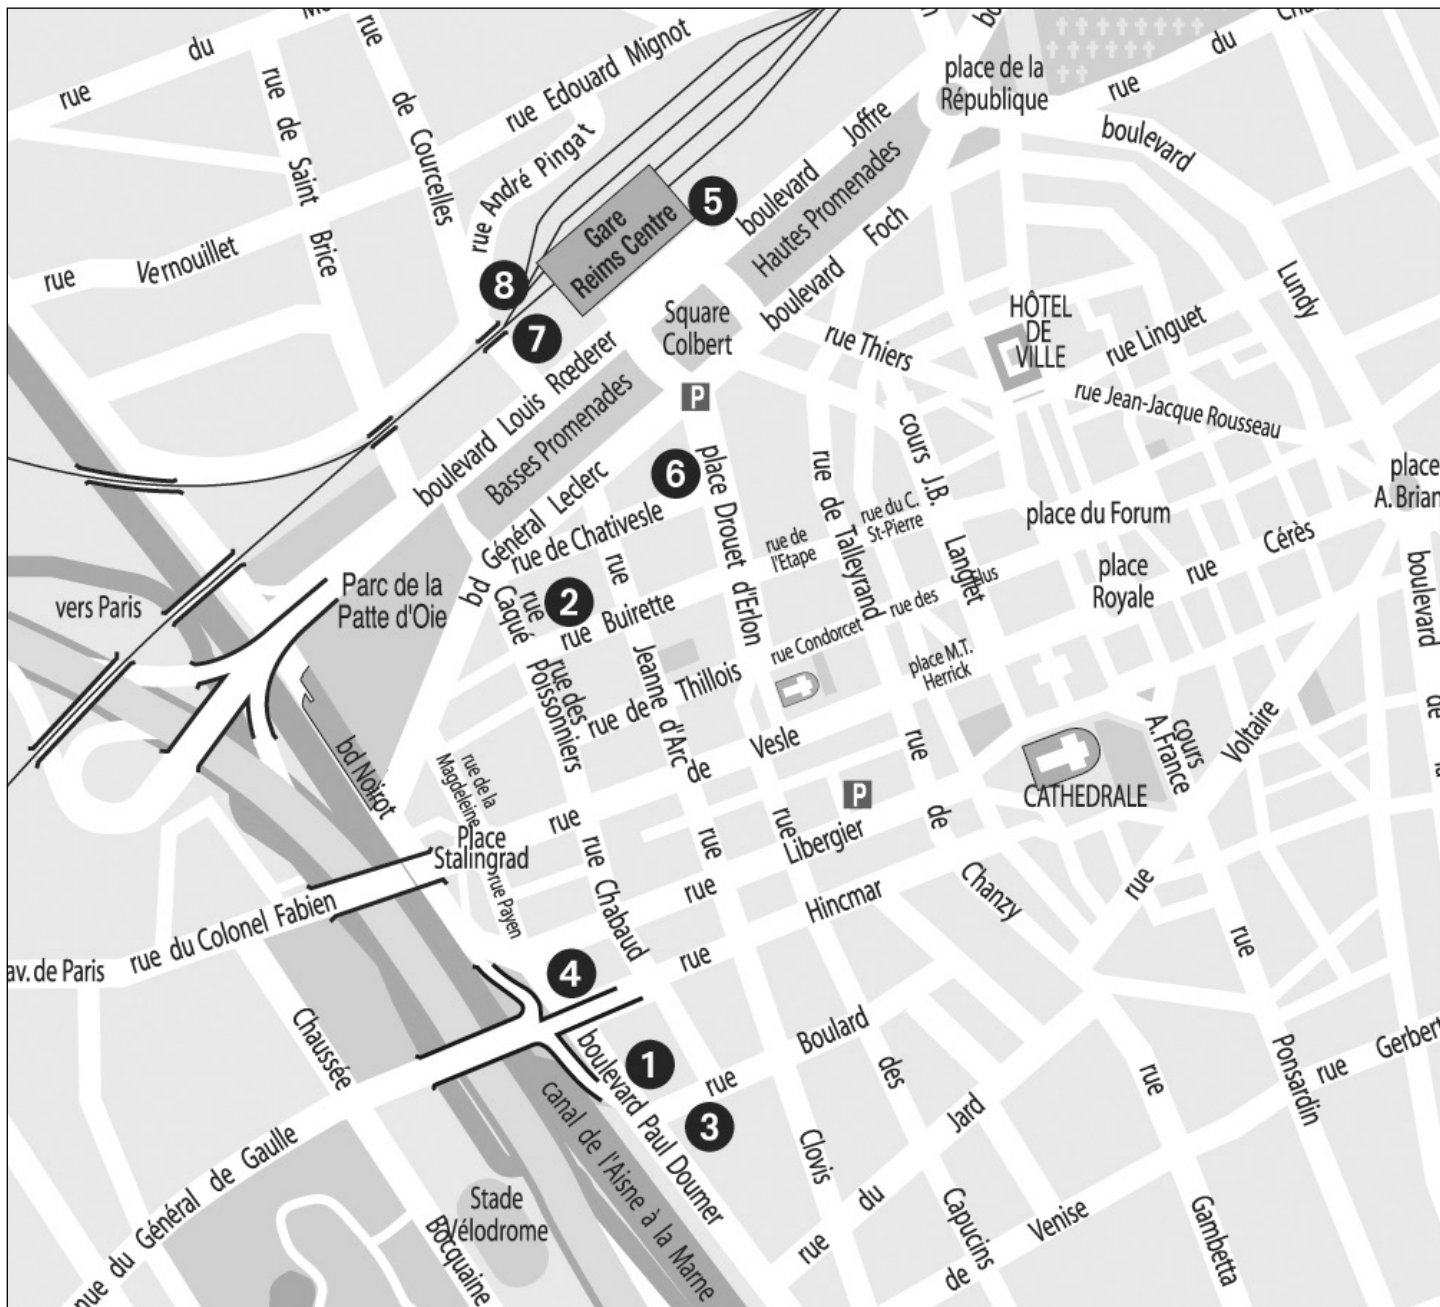 rue du
rue de Saint Brice
rue de Courcelles
rue Edouard Mignot
rue André Pingat
rue Vernouillet
Gare
Reims Centre
5
8
7
boulevard Joffre
Hautes Promenades
boulevard Foch
place de la
République
rue du
boulevard Lundy
Square
Colbert
P
rue Thiers
HÔTEL
DE
VILLE
rue Linguet
rue Jean-Jacque Rousseau
boulevard Louis Rœderer
Basses Promenades
bd Général Leclerc
6
rue de Chativesle
place Drouet d'Erlon
rue de Talleyrand
cours J.B. Langlet
rue du C.
St-Pierre
rue de
l'Etape
place du Forum
place
A. Brian
rue Cérès
place
Royale
boulevard de la
vers Paris
Parc de la
Patte d'Oie
rue Caqué
2
rue Buirette
rue Jeanne d'Arc
rue Condorcet
rue des Elus
place M.T.
Herrick
rue des
Poissonniers
rue de Thillois
rue de Vesle
bd Noirot
rue de la
Magdeleine
P
rue de Chanzy
CATHEDRALE
cours
A. France
rue Voltaire
Place
Stalingrad
rue Payen
rue Chabaud
rue Libergier
rue Hincmar
rue du Colonel Fabien
av. de Paris
4
1
3
rue Boulard
boulevard Paul Doumer
canal de l'Aisne à la Marne
Chaussée Bocquaine
nue du Général de Gaulle
Stade
Vélodrome
rue Clovis
rue des Capucins
rue du Jard
rue de Venise
rue Gambetta
rue Ponsardin
rue Gerbert